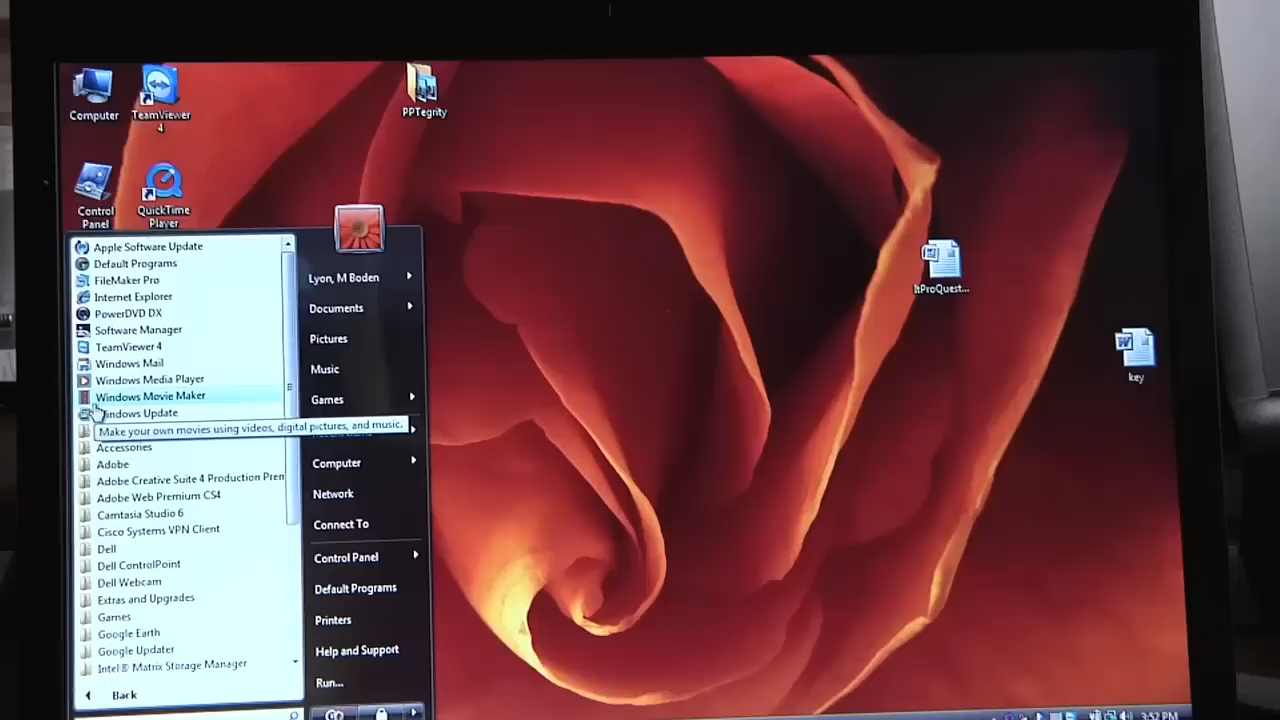 Computer
TeamViewer
4
PPTegrity
Control
Panel
QuickTime
Player
ItProQuest...
key
Apple Software Update
Default Programs
FileMaker Pro
Internet Explorer
PowerDVD DX
Software Manager
TeamViewer 4
Windows Mail
Windows Media Player
Windows Movie Maker
indows Update
Make your own movies using videos, digital pictures, and music.
Accessories
Adobe
Adobe Creative Suite 4 Production Prem
Adobe Web Premium CS4
Camtasia Studio 6
Cisco Systems VPN Client
Dell
Dell ControlPoint
Dell Webcam
Extras and Upgrades
Games
Google Earth
Google Updater
Intel® Matrix Storage Manager
Back
Lyon, M Boden
Documents
Pictures
Music
Games
Computer
Network
Connect To
Control Panel
Default Programs
Printers
Help and Support
Run...
3:52 PM